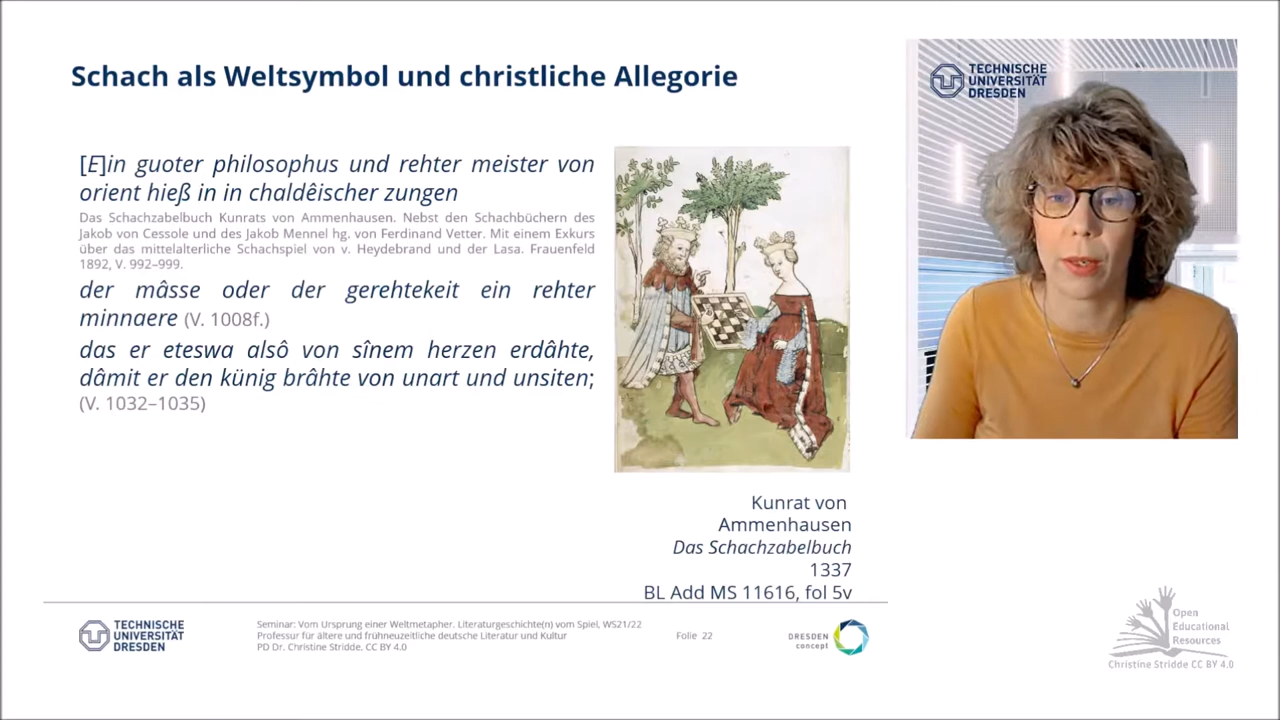 Schach als Weltsymbol und christliche Allegorie
[E]in guoter philosophus und rehter meister von
orient hieß in in chaldêischer zungen
Das Schachzabelbuch Kunrats von Ammenhausen. Nebst den Schachbüchern des
Jakob von Cessole und des Jakob Mennel hg. von Ferdinand Vetter. Mit einem Exkurs
über das mittelalterliche Schachspiel von v. Heydebrand und der Lasa. Frauenfeld
1892, V. 992–999.
der mâsse oder der gerehtekeit ein rehter
minnaere (V. 1008f.)
das er eteswa alsô von sînem herzen erdâhte,
dâmit er den künig brâhte von unart und unsiten;
(V. 1032–1035)
Kunrat von
Ammenhausen
Das Schachzabelbuch
1337
BL Add MS 11616, fol 5v
TECHNISCHE
UNIVERSITÄT
DRESDEN
TECHNISCHE
UNIVERSITÄT
DRESDEN
Seminar: Vom Ursprung einer Weltmetapher. Literaturgeschichte(n) vom Spiel, WS21/22
Professur für ältere und frühneuzeitliche deutsche Literatur und Kultur
PD Dr. Christine Stridde. CC BY 4.0
Folie 22
DRESDEN
concept
Open
Educational
Resources
Christine Stridde CC BY 4.0